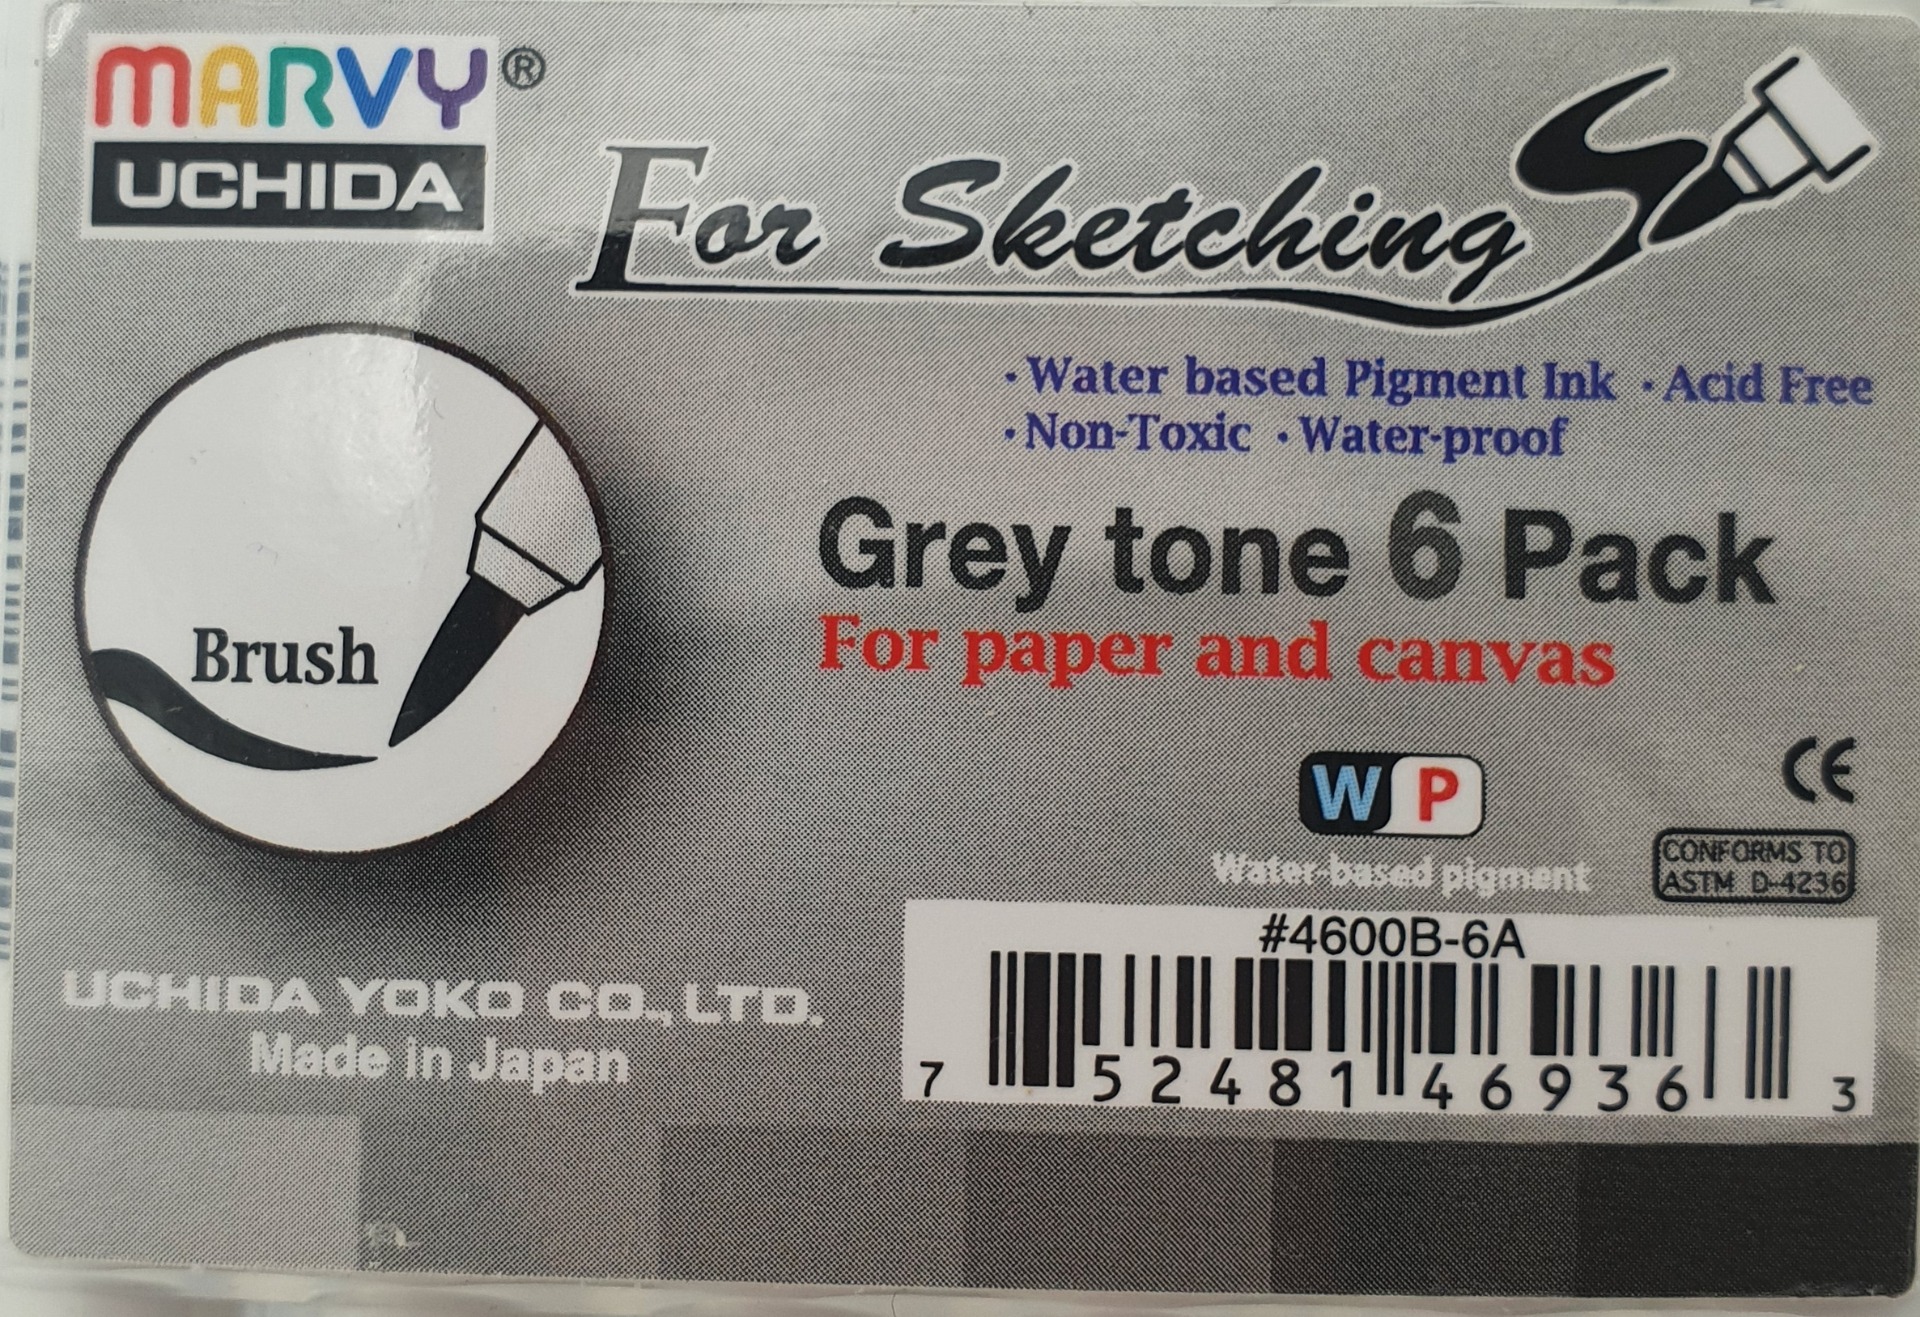 MARVY®
UCHIDA
For Sketching
·Water based Pigment Ink ·Acid Free
·Non-Toxic ·Water-proof
Grey tone 6 Pack
For paper and canvas
Brush
W P
CE
Water-based pigment
CONFORMS TO
ASTM D-4236
#4600B-6A
7 52481 46936 3
UCHIDA YOKO CO., LTD.
Made in Japan